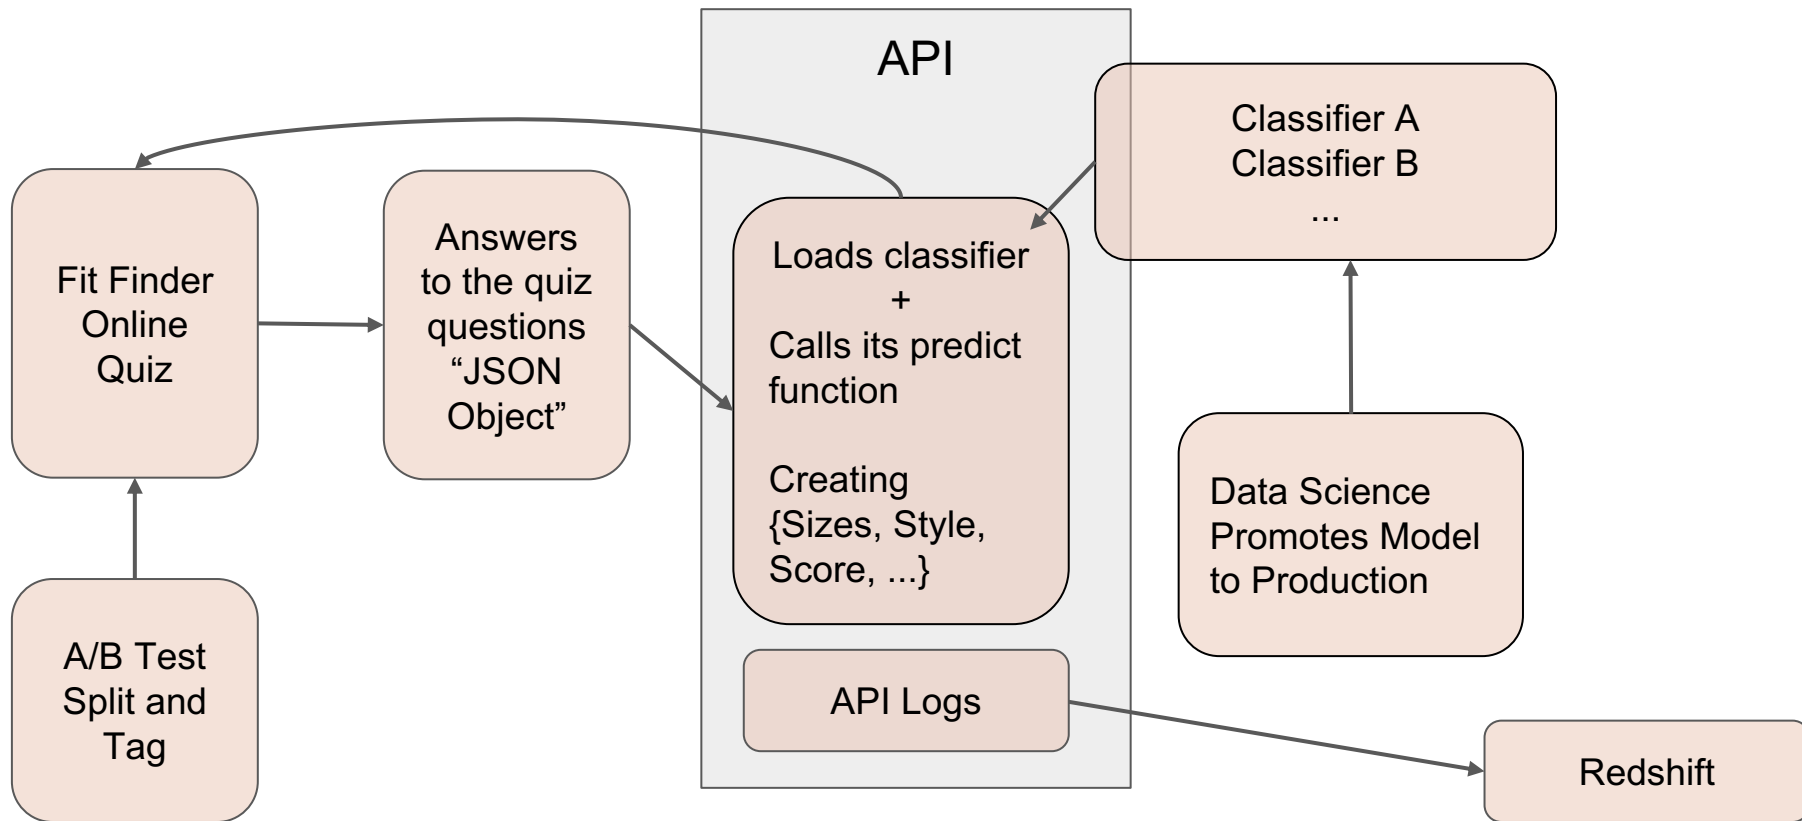 API
Classifier A
Classifier B
...
Fit Finder
Online
Quiz
Answers
to the quiz
questions
“JSON
Object”
Loads classifier
+
Calls its predict
function
Creating
{Sizes, Style,
Score, ...}
Data Science
Promotes Model
to Production
A/B Test
Split and
Tag
API Logs
Redshift